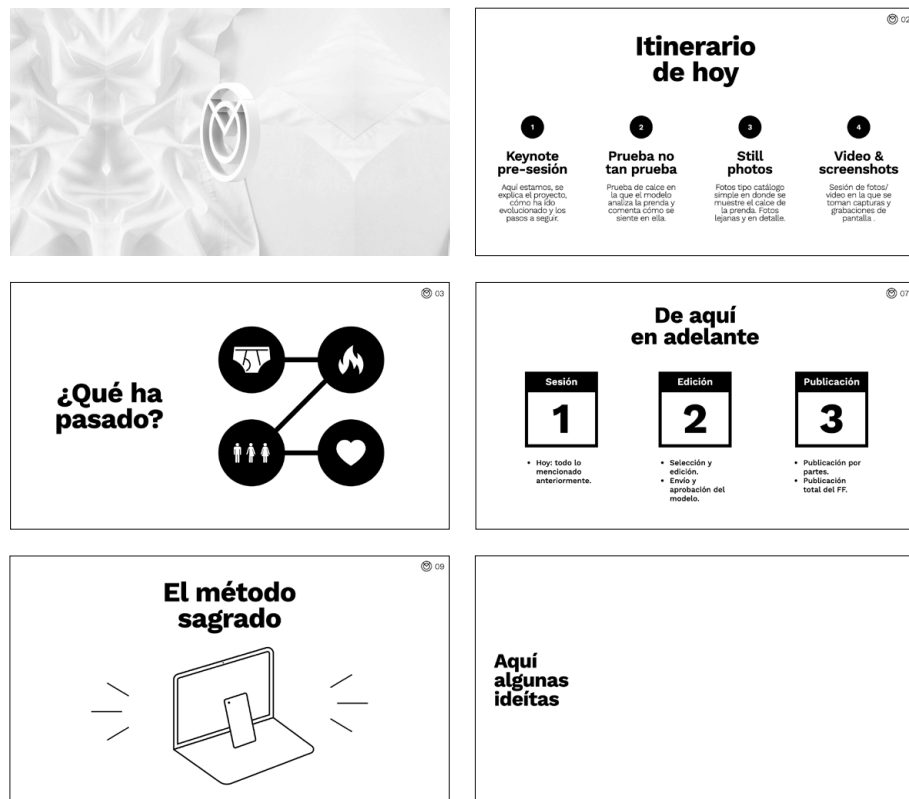 02
Itinerario
de hoy
1
2
3
4
Keynote
pre-sesión
Aquí estamos, se
explica el proyecto,
cómo ha ido
evolucionado y los
pasos a seguir.
Prueba no
tan prueba
Prueba de calce en
la que el modelo
analiza la prenda y
comenta cómo se
siente en ella.
Still
photos
Fotos tipo catálogo
simple en donde se
muestre el calce de
la prenda. Fotos
lejanas y en detalle.
Video &
screenshots
Sesión de fotos/
video en la que se
toman capturas y
grabaciones de
pantalla .
03
¿Qué ha
pasado?
07
De aquí
en adelante
Sesión
1
• Hoy: todo lo
mencionado
anteriormente.
Edición
2
• Selección y
edición.
• Envío y
aprobación del
modelo.
Publicación
3
• Publicación por
partes.
• Publicación
total del FF.
09
El método
sagrado
Aquí
algunas
ideítas